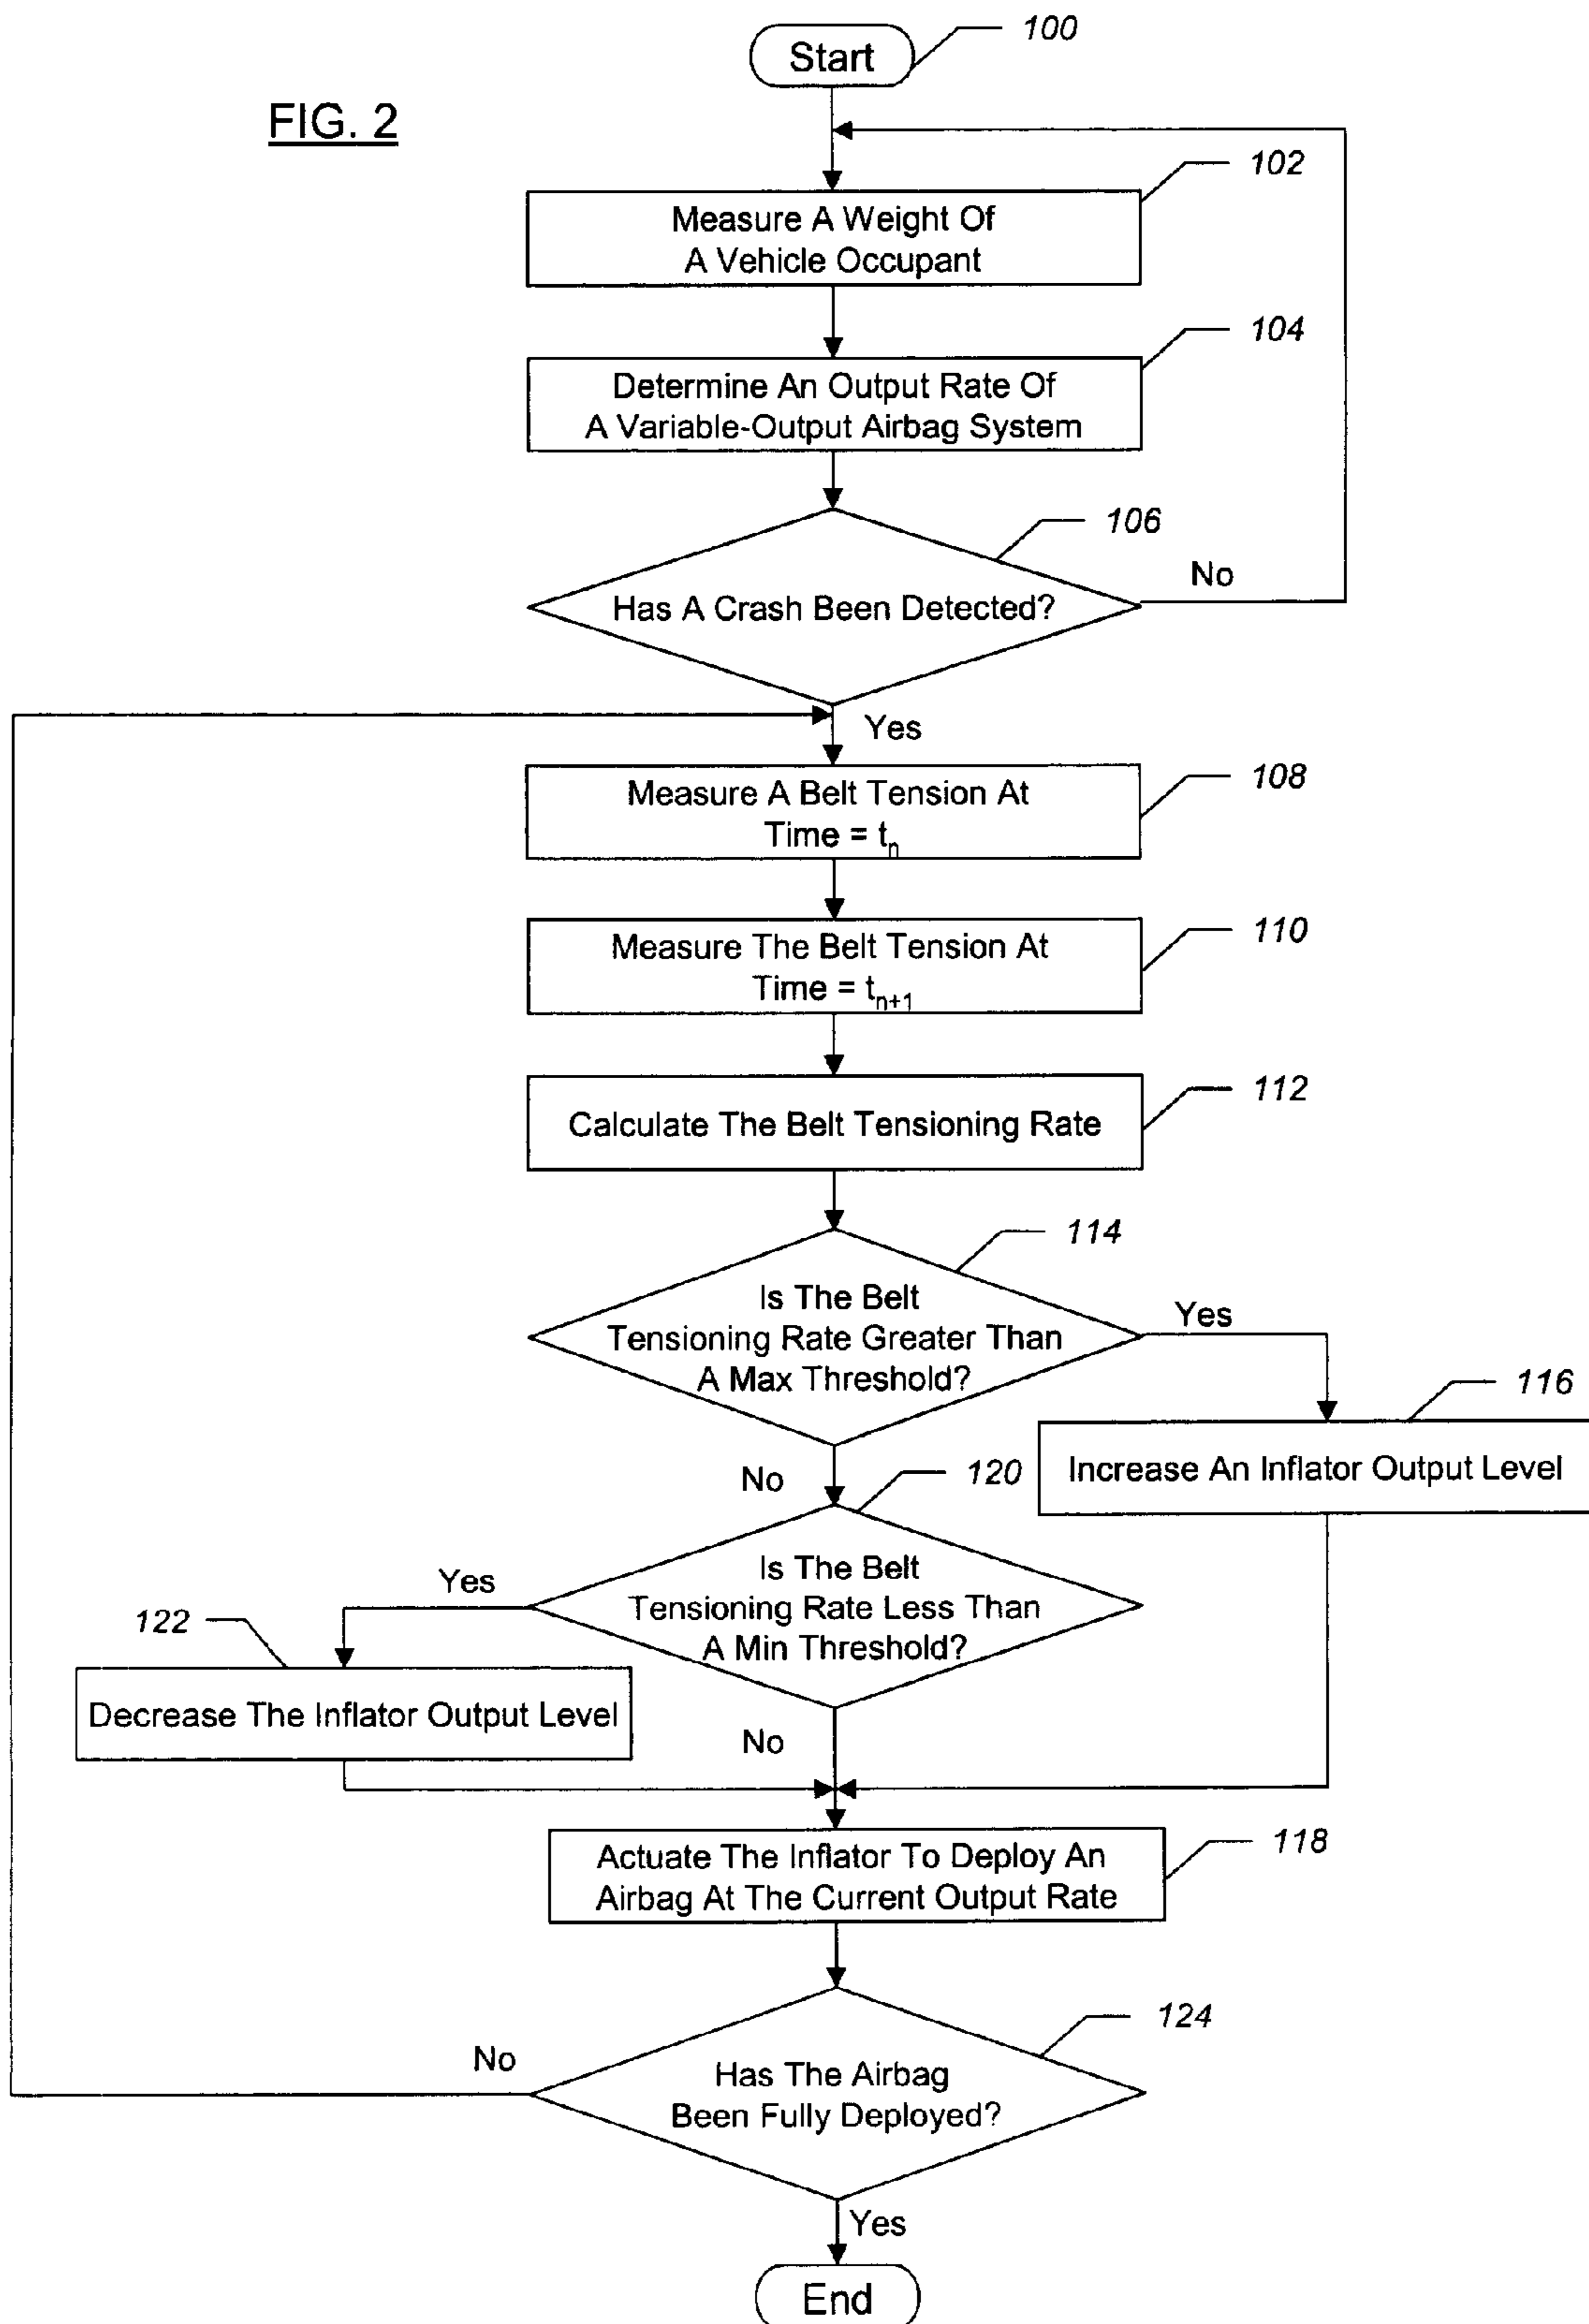 100
Start
FIG. 2
102
Measure A Weight Of
A Vehicle Occupant
104
Determine An Output Rate Of
A Variable-Output Airbag System
106
No
Has A Crash Been Detected?
Yes
108
Measure A Belt Tension At
Time = tn
110
Measure The Belt Tension At
Time = tn+1
112
Calculate The Belt Tensioning Rate
114
Is The Belt
Tensioning Rate Greater Than
A Max Threshold?
Yes
116
Increase An Inflator Output Level
No
120
Is The Belt
Tensioning Rate Less Than
A Min Threshold?
Yes
122
Decrease The Inflator Output Level
No
118
Actuate The Inflator To Deploy An
Airbag At The Current Output Rate
124
No
Has The Airbag
Been Fully Deployed?
Yes
End